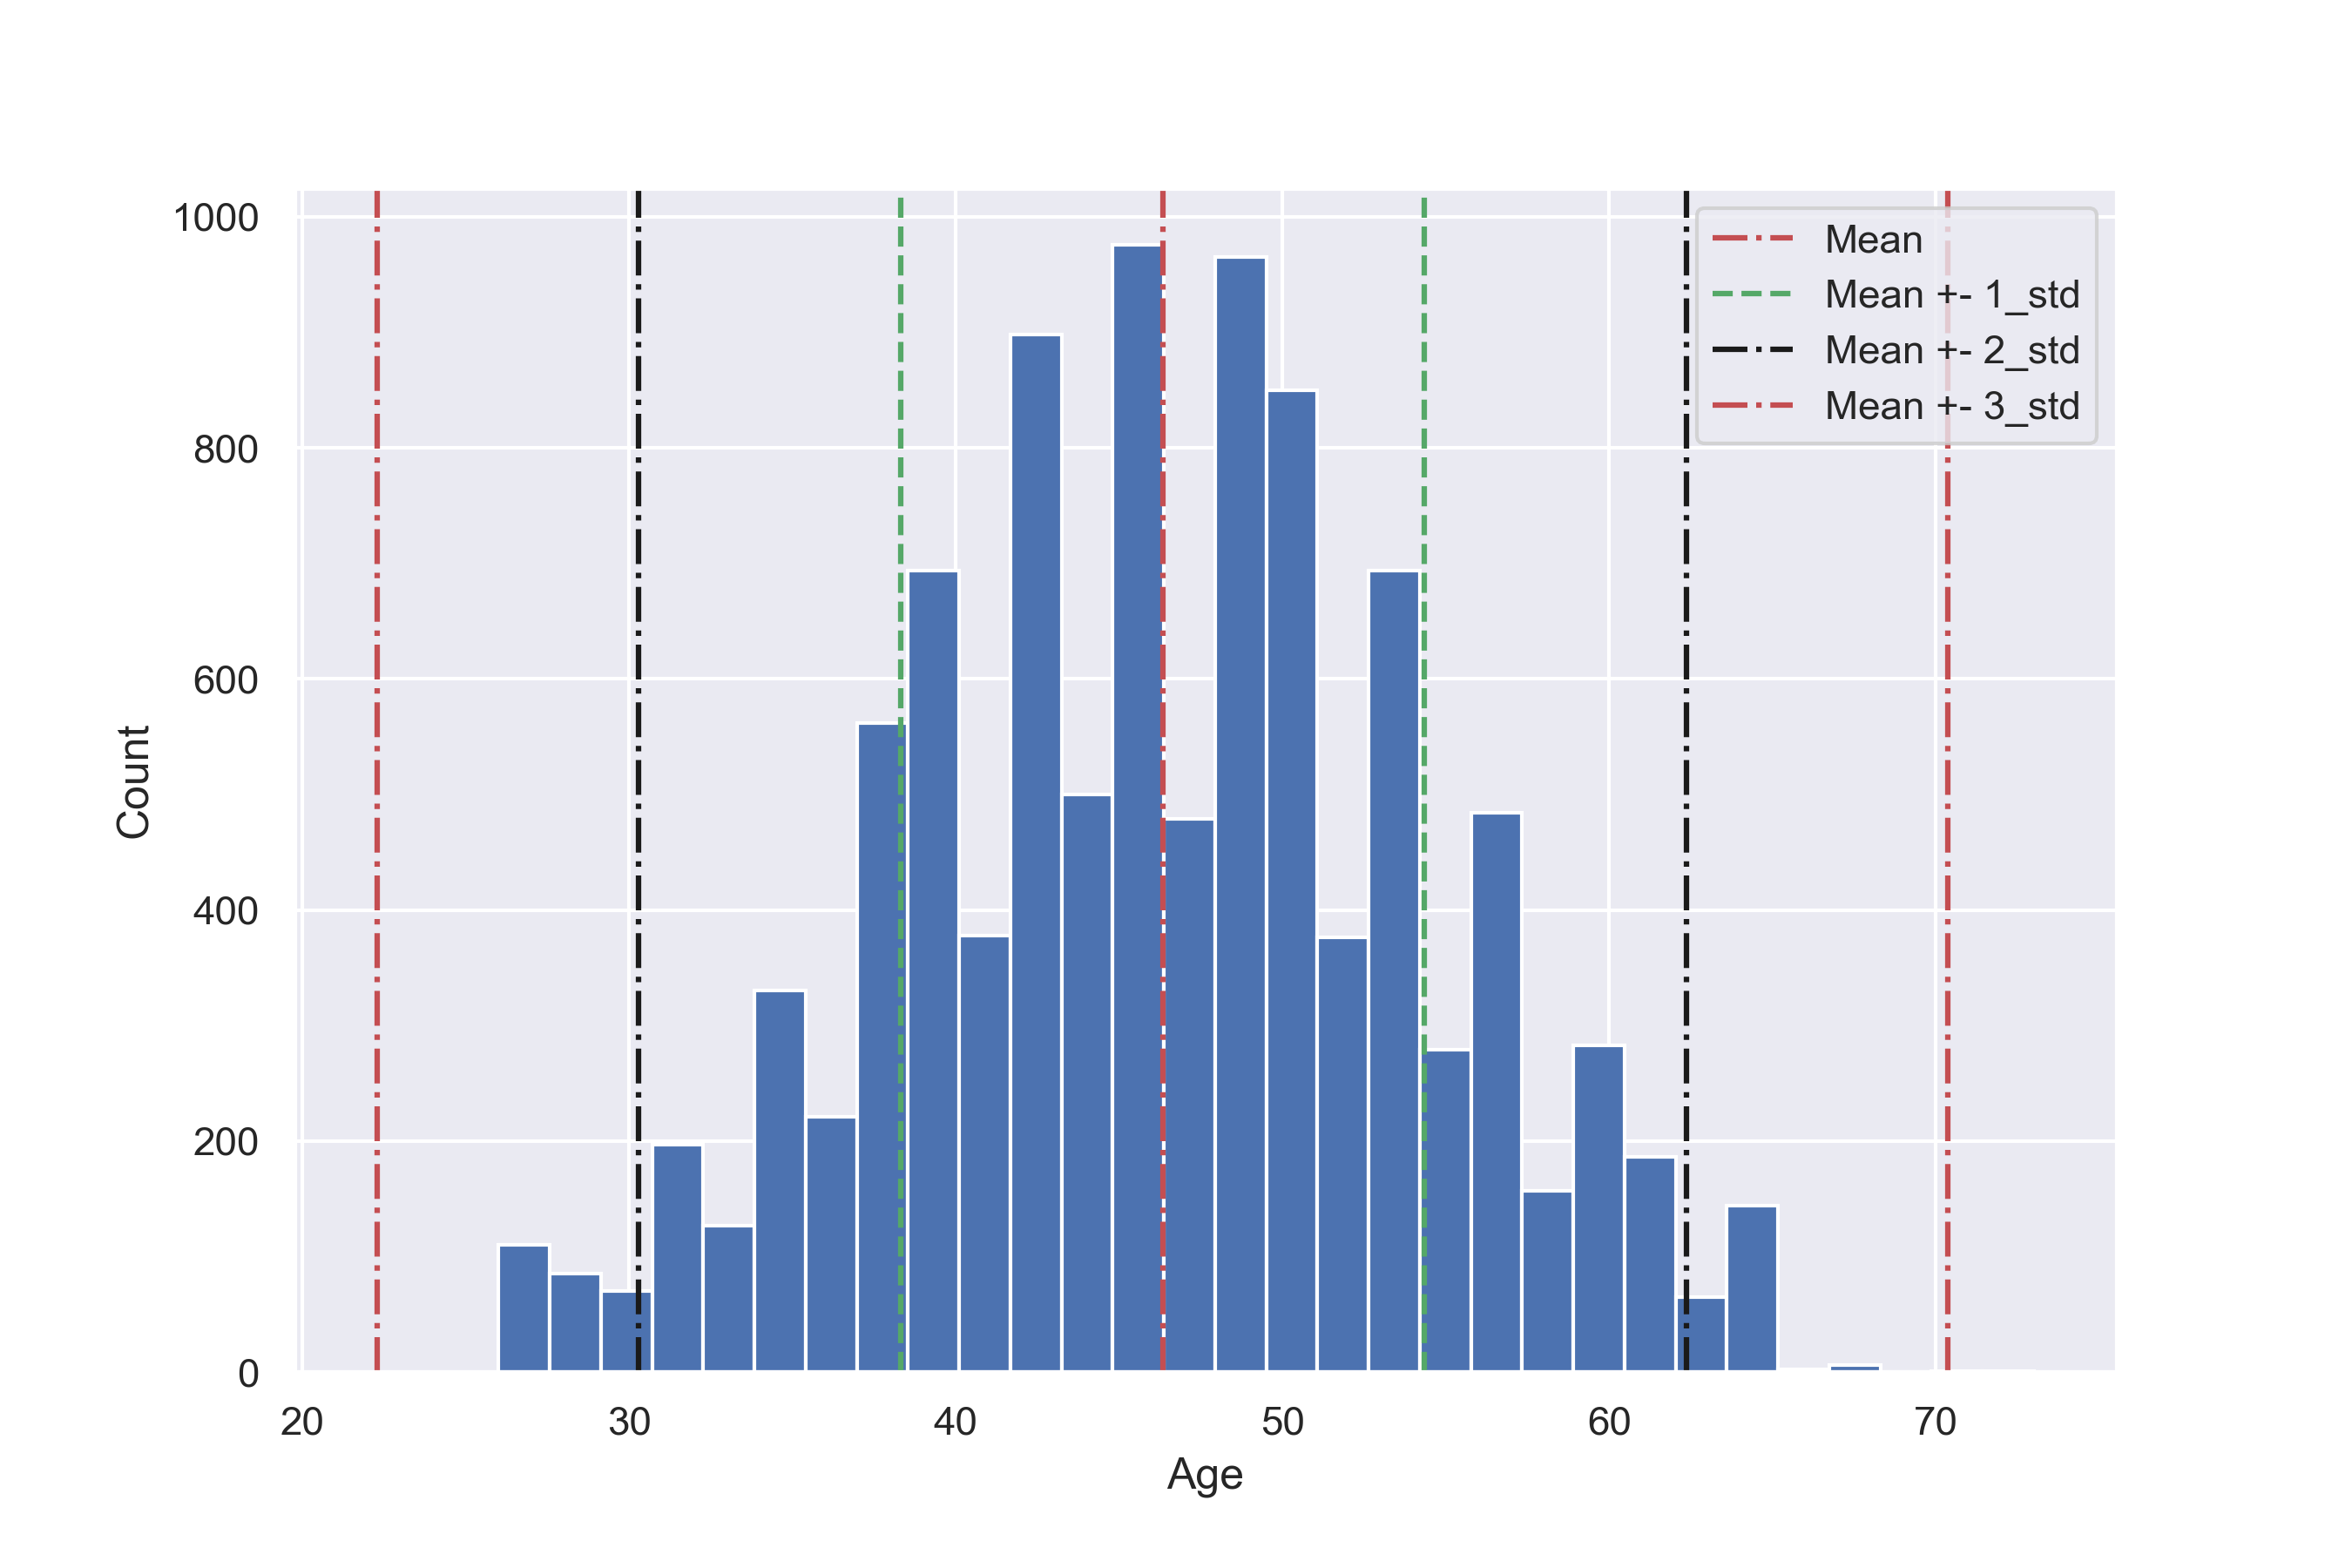 1000
800
600
400
200
0
Count
20 30 40 50 60 70
Age
Mean
Mean +- 1_std
Mean +- 2_std
Mean +- 3_std